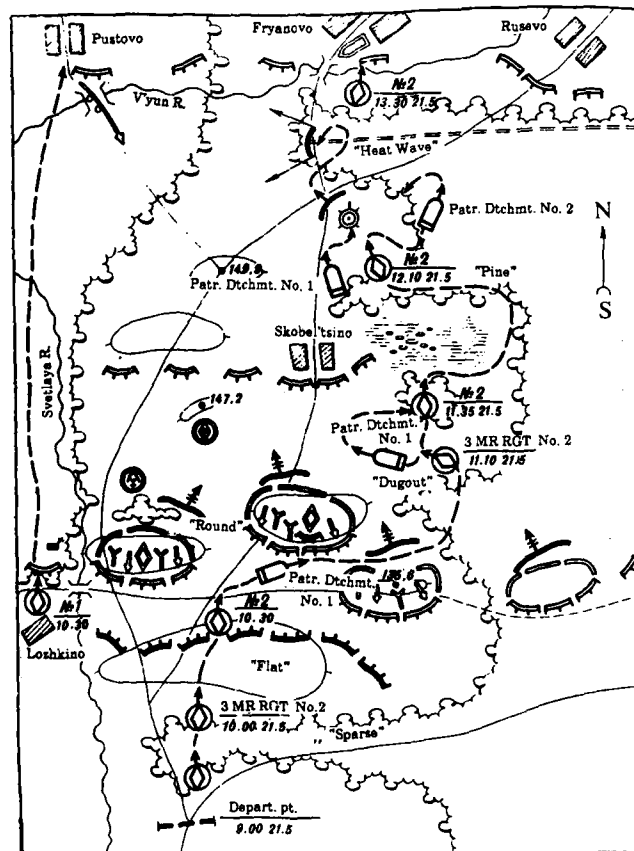 Pustovo
Fryanovo
Rusevo
V'yun R.
№2
13.30 21.5
"Heat Wave"
Patr. Dtchmt. No. 2
N
S
№2
12.10 21.5
149.8
Patr. Dtchmt. No. 1
"Pine"
Skobel'tsino
Svetlaya R.
147.2
№2
11.35 21.5
Patr. Dtchmt.
No. 1
3 MR RGT No. 2
11.10 21.5
"Dugout"
"Round"
Patr. Dtchmt.
No. 1
№1
10.30
Lozhkino
№2
10.30
"Flat"
3 MR RGT No.2
10.00 21.5
"Sparse"
Depart. pt.
9.00 21.5